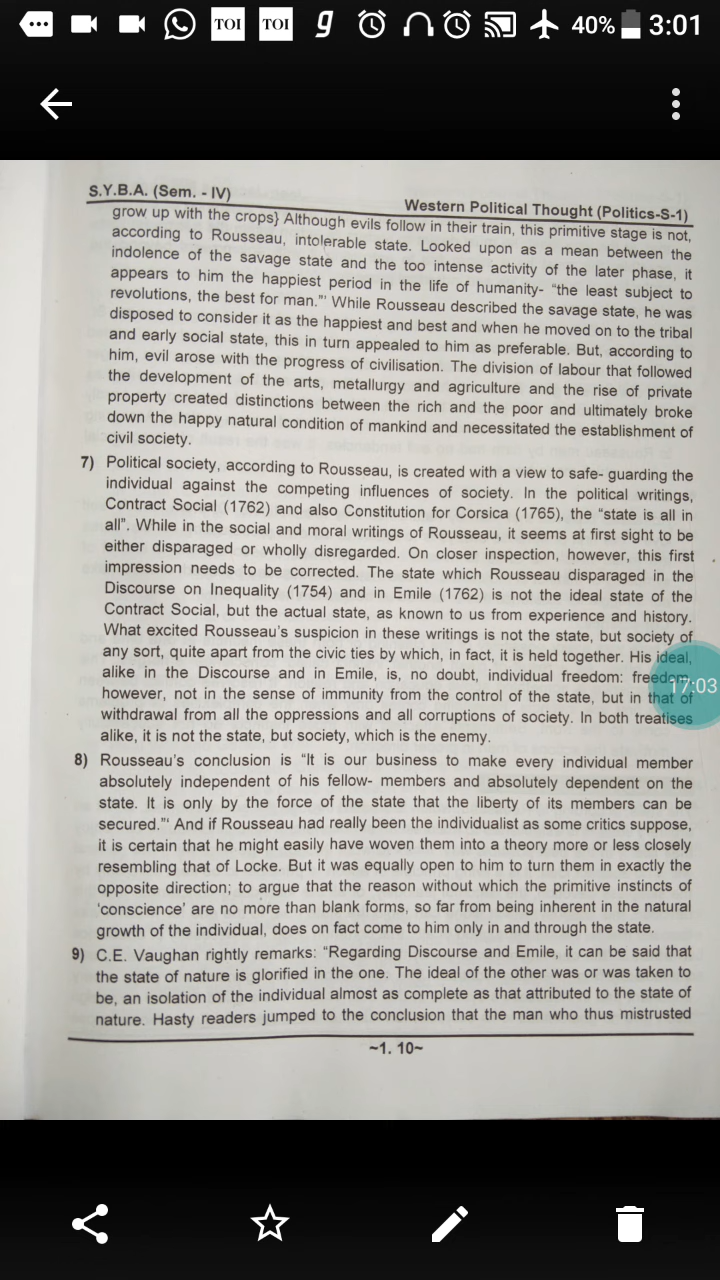 TOI
TOI
g
40%
3:01
S.Y.B.A. (Sem. - IV)
Western Political Thought (Politics-S-1)
grow up with the crops} Although evils follow in their train, this primitive stage is not,
according to Rousseau, intolerable state. Looked upon as a mean between the
indolence of the savage state and the too intense activity of the later phase, it
appears to him the happiest period in the life of humanity- “the least subject to
revolutions, the best for man.”' While Rousseau described the savage state, he was
disposed to consider it as the happiest and best and when he moved on to the tribal
and early social state, this in turn appealed to him as preferable. But, according to
him, evil arose with the progress of civilisation. The division of labour that followed
the development of the arts, metallurgy and agriculture and the rise of private
property created distinctions between the rich and the poor and ultimately broke
down the happy natural condition of mankind and necessitated the establishment of
civil society.
7) Political society, according to Rousseau, is created with a view to safe- guarding the
individual against the competing influences of society. In the political writings,
Contract Social (1762) and also Constitution for Corsica (1765), the “state is all in
all”. While in the social and moral writings of Rousseau, it seems at first sight to be
either disparaged or wholly disregarded. On closer inspection, however, this first
impression needs to be corrected. The state which Rousseau disparaged in the
Discourse on Inequality (1754) and in Emile (1762) is not the ideal state of the
Contract Social, but the actual state, as known to us from experience and history.
What excited Rousseau's suspicion in these writings is not the state, but society of
any sort, quite apart from the civic ties by which, in fact, it is held together. His ideal,
alike in the Discourse and in Emile, is, no doubt, individual freedom: freedom,
17:03
however, not in the sense of immunity from the control of the state, but in that of
withdrawal from all the oppressions and all corruptions of society. In both treatises
alike, it is not the state, but society, which is the enemy.
8) Rousseau's conclusion is “It is our business to make every individual member
absolutely independent of his fellow- members and absolutely dependent on the
state. It is only by the force of the state that the liberty of its members can be
secured.”' And if Rousseau had really been the individualist as some critics suppose,
it is certain that he might easily have woven them into a theory more or less closely
resembling that of Locke. But it was equally open to him to turn them in exactly the
opposite direction; to argue that the reason without which the primitive instincts of
'conscience' are no more than blank forms, so far from being inherent in the natural
growth of the individual, does on fact come to him only in and through the state.
9) C.E. Vaughan rightly remarks: “Regarding Discourse and Emile, it can be said that
the state of nature is glorified in the one. The ideal of the other was or was taken to
be, an isolation of the individual almost as complete as that attributed to the state of
nature. Hasty readers jumped to the conclusion that the man who thus mistrusted
~1. 10~